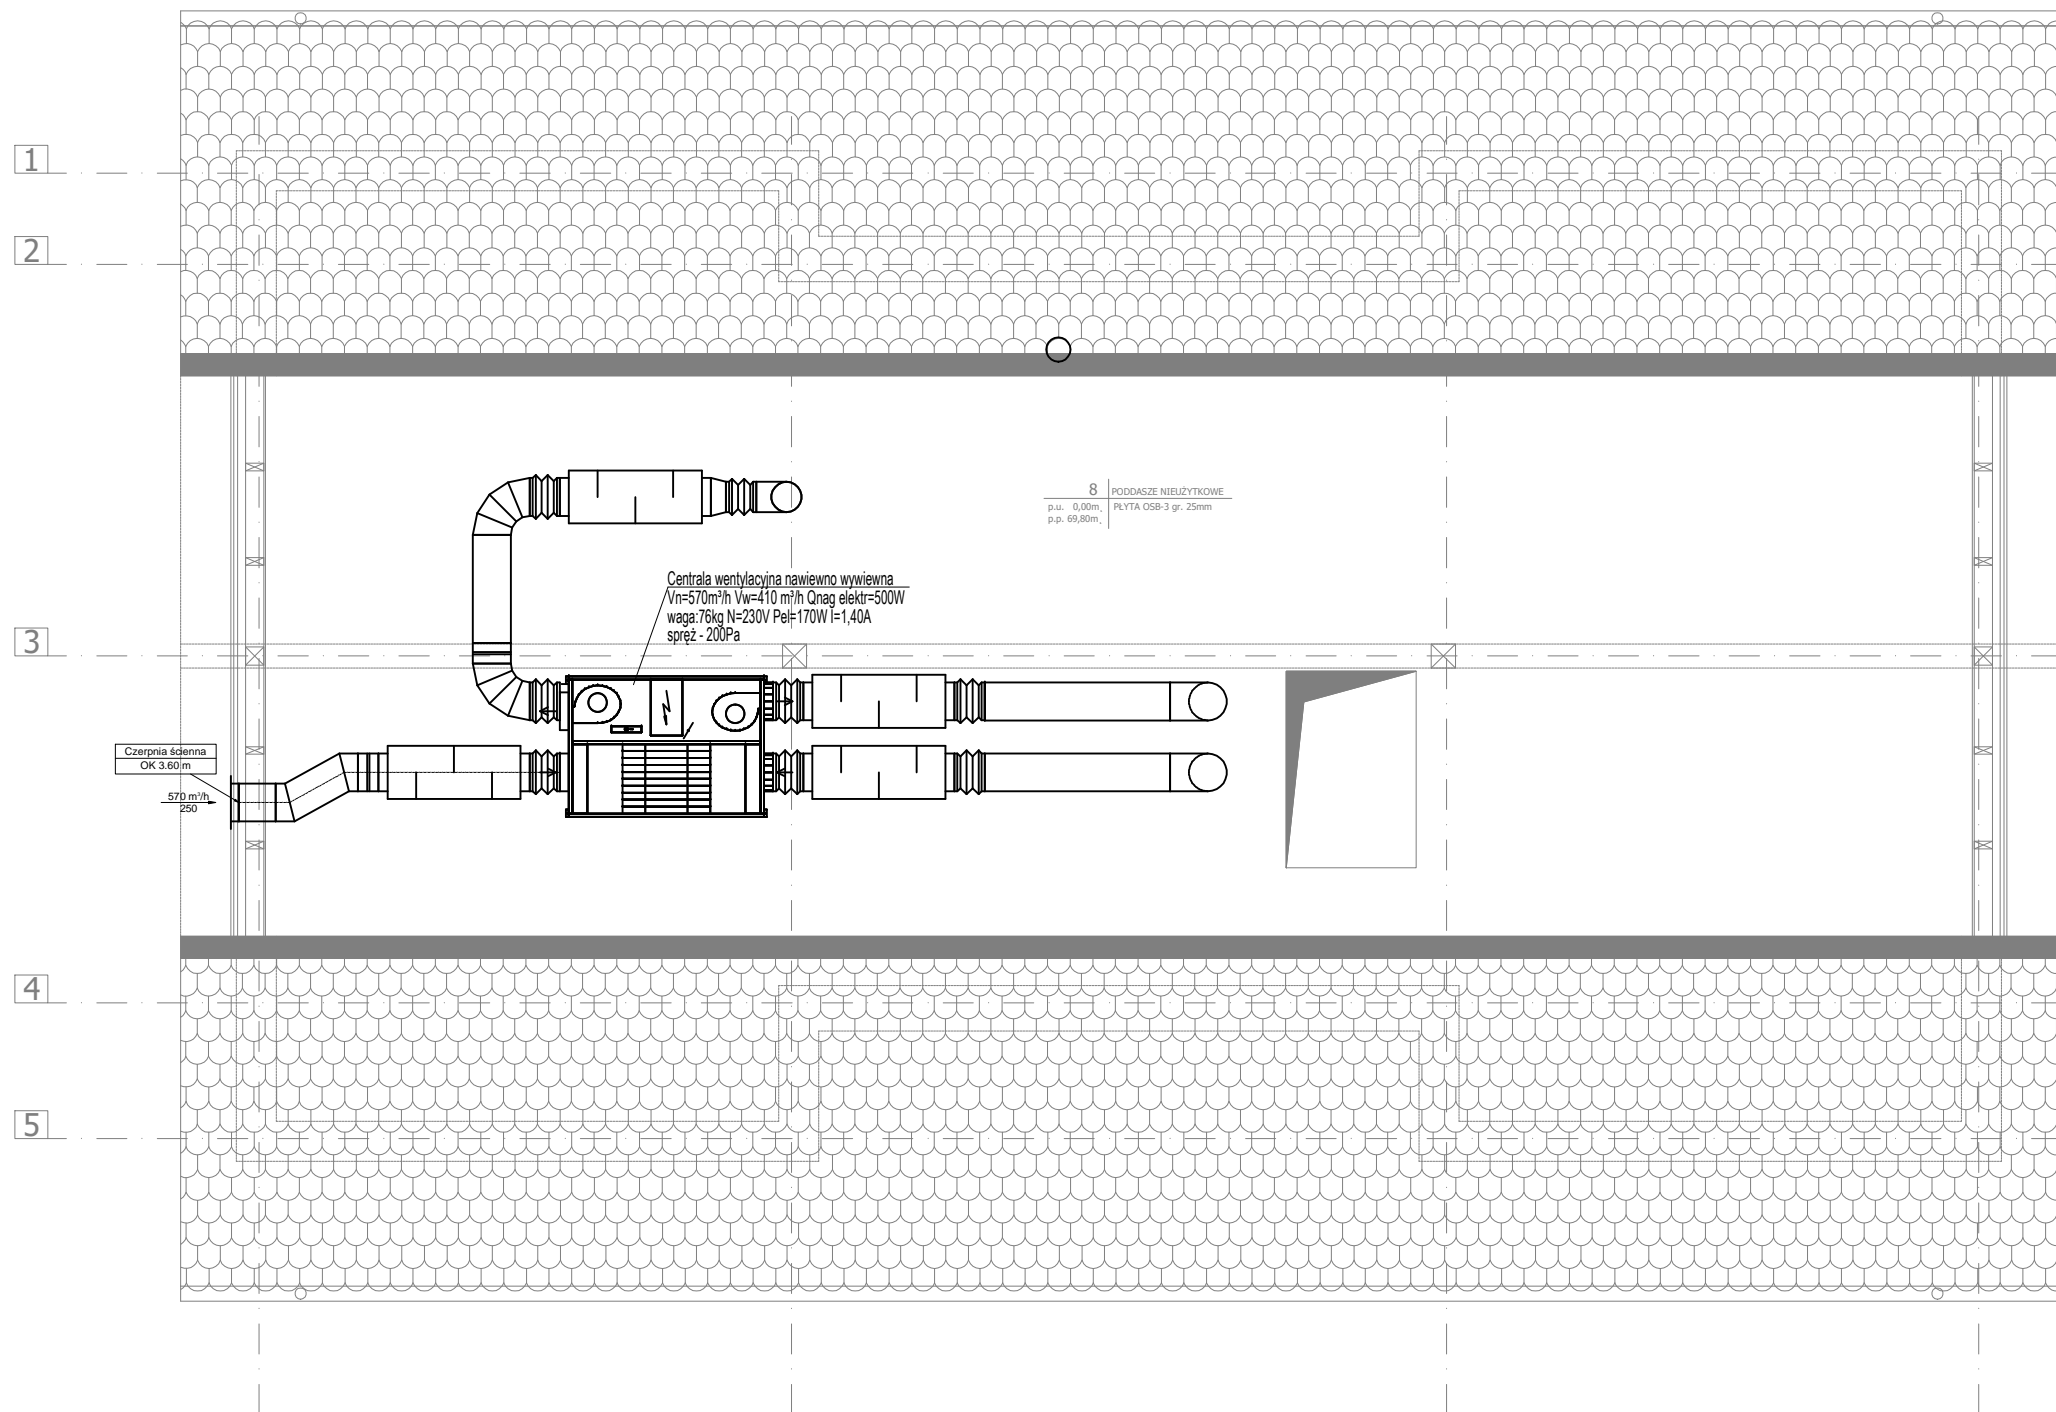 1
2
8 PODDASZE NIEUŻYTKOWE
p.u. 0,00m, PŁYTA OSB-3 gr. 25mm
p.p. 69,80m,
Centrala wentylacyjna nawiewno wywiewna
Vn=570m³/h Vw=410 m³/h Qnag elektr=500W
waga:76kg N=230V Pel=170W I=1,40A
spręż - 200Pa
3
Czerpnia ścienna
OK 3.60 m
570 m³/h
250
4
5